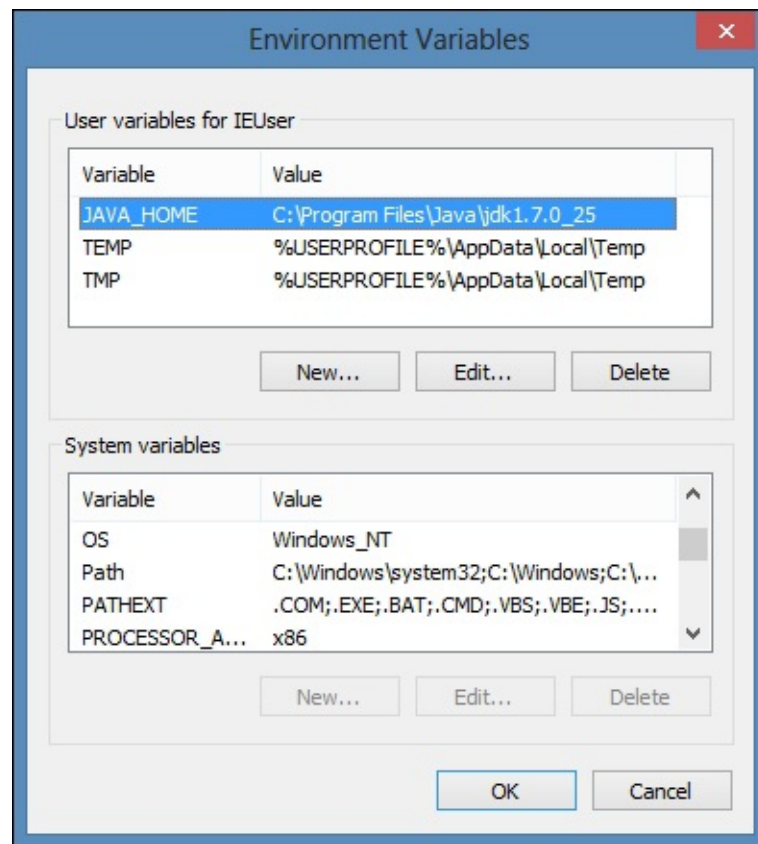 Environment Variables
User variables for IEUser
Variable Value
JAVA_HOME C:\Program Files\Java\jdk1.7.0_25
TEMP %USERPROFILE%\AppData\Local\Temp
TMP %USERPROFILE%\AppData\Local\Temp
New... Edit... Delete
System variables
Variable Value
OS Windows_NT
Path C:\Windows\system32;C:\Windows;C:\...
PATHEXT .COM;.EXE;.BAT;.CMD;.VBS;.VBE;.JS;....
PROCESSOR_A... x86
New... Edit... Delete
OK Cancel